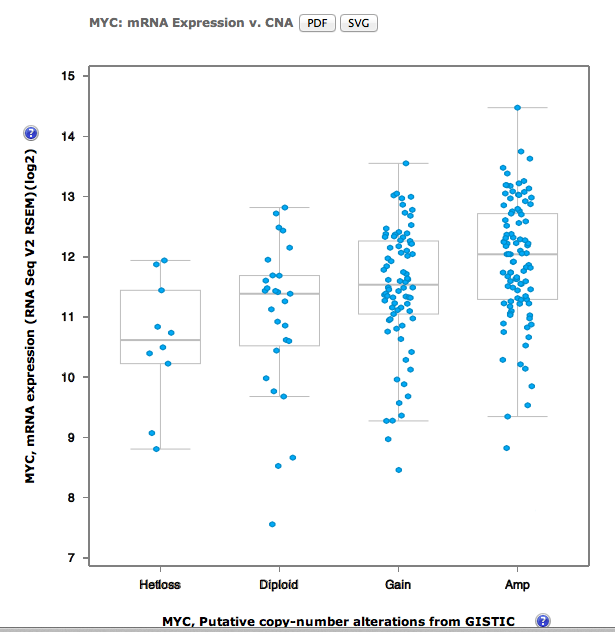 MYC: mRNA Expression v. CNA PDF SVG
15
14
13
12
11
10
9
8
7
? MYC, mRNA expression (RNA Seq V2 RSEM)(log2)
Hetloss Diploid Gain Amp
MYC, Putative copy-number alterations from GISTIC ?